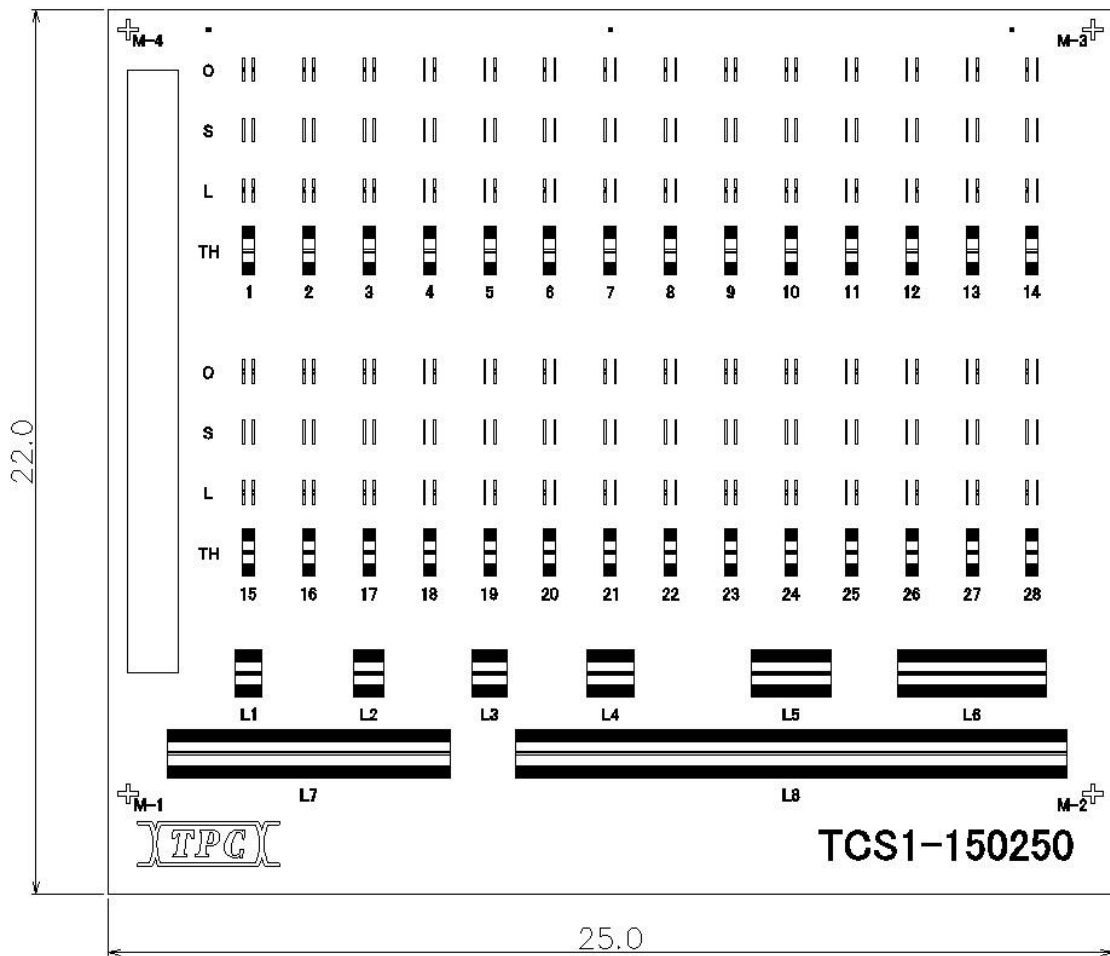 M-4 M-3
O
S
L
TH
1 2 3 4 5 6 7 8 9 10 11 12 13 14
O
S
L
TH
15 16 17 18 19 20 21 22 23 24 25 26 27 28
22.0
L1 L2 L3 L4 L5 L6
L7 L8
M-1 M-2
TPC
TCS1-150250
25.0